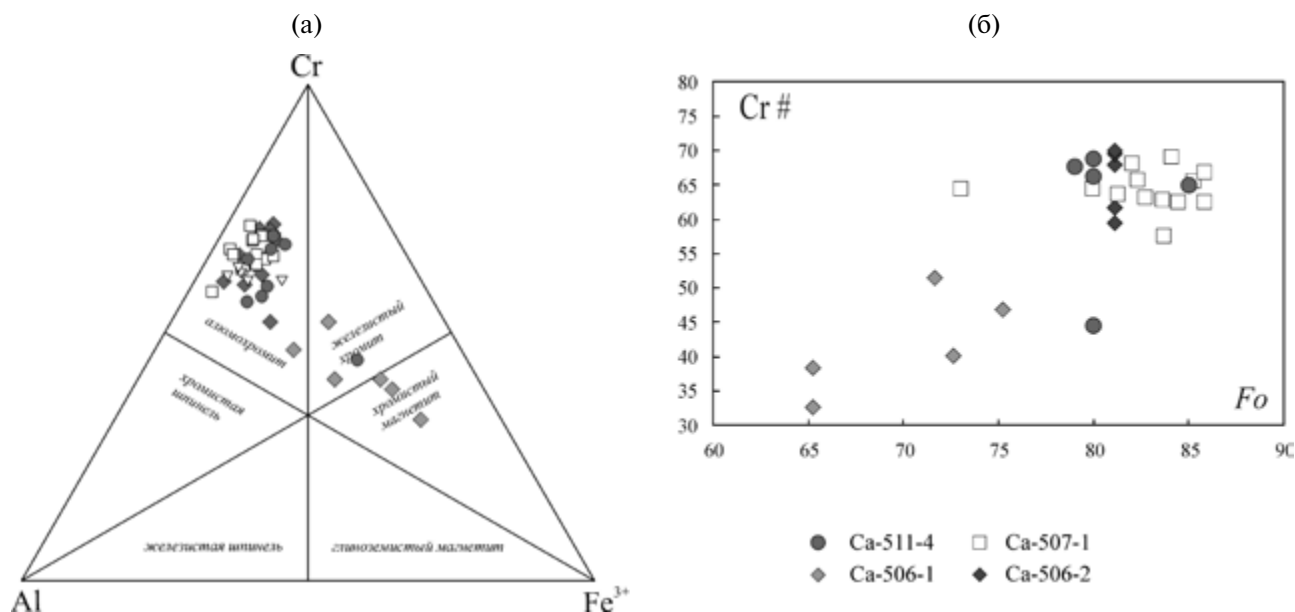 (а)
(б)
Cr
алюмохромит
железистый
хромит
хромистая
шпинель
хромистый
магнетит
железистая шпинель
глиноземистый магнетит
Al
Fe³⁺
80
75
70
65
60
55
50
45
40
35
30
Cr #
Fo
60
65
70
75
80
85
90
Ca-511-4
Ca-507-1
Ca-506-1
Ca-506-2